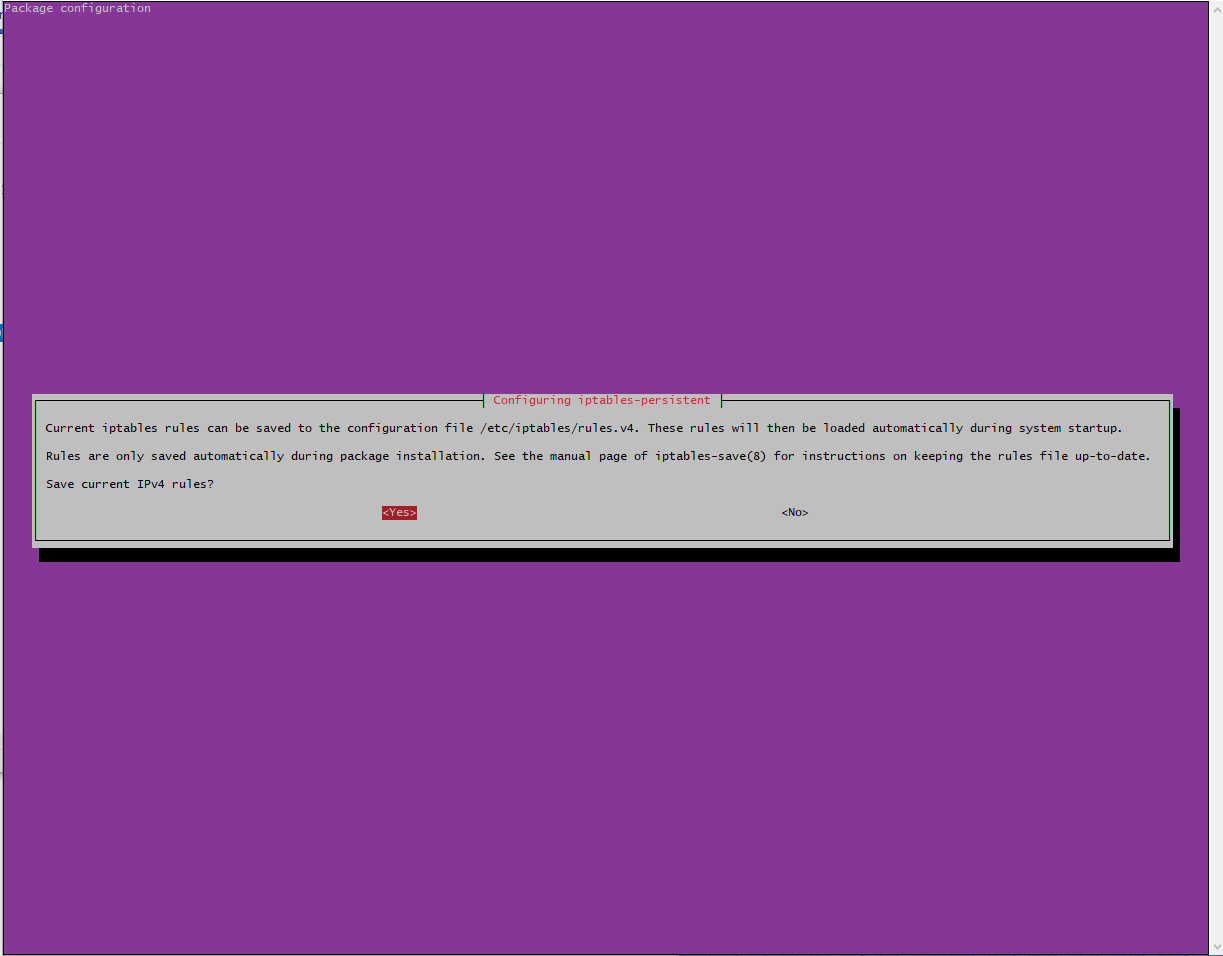 Package configuration
Configuring iptables-persistent
Current iptables rules can be saved to the configuration file /etc/iptables/rules.v4. These rules will then be loaded automatically during system startup.
Rules are only saved automatically during package installation. See the manual page of iptables-save(8) for instructions on keeping the rules file up-to-date.
Save current IPv4 rules?
<Yes> <No>